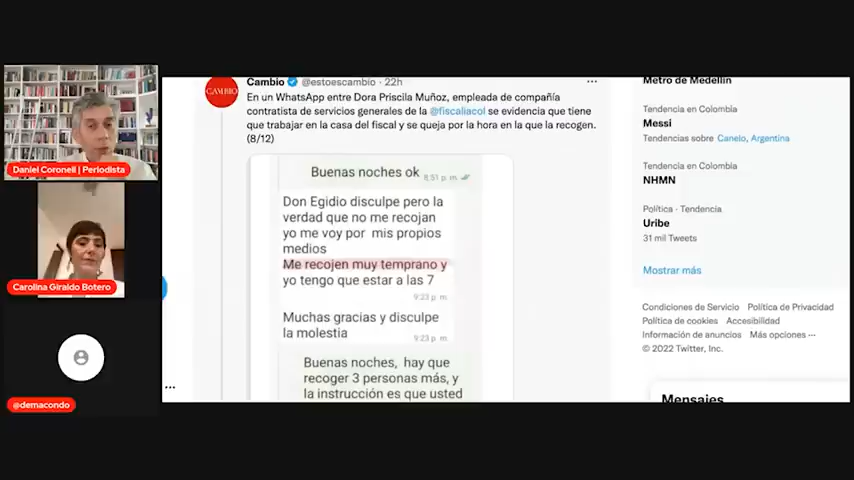 Daniel Coronell | Periodista
Carolina Giraldo Botero
@demacondo
CAMBIO
Cambio @estoescambio · 22h
En un WhatsApp entre Dora Priscila Muñoz, empleada de compañía
contratista de servicios generales de la @fiscaliacol se evidencia que tiene
que trabajar en la casa del fiscal y se queja por la hora en la que la recogen.
(8/12)
Buenas noches ok 8:51 p. m.
Don Egidio disculpe pero la
verdad que no me recojan
yo me voy por mis propios
medios
Me recojen muy temprano y
yo tengo que estar a las 7
9:23 p. m.
Muchas gracias y disculpe
la molestia
9:23 p. m.
Buenas noches, hay que
recoger 3 personas más, y
la instrucción es que usted
Metro de Medellín
Tendencia en Colombia
Messi
Tendencias sobre Canelo, Argentina
Tendencia en Colombia
NHMN
Política · Tendencia
Uribe
31 mil Tweets
Mostrar más
Condiciones de Servicio Política de Privacidad
Política de cookies Accesibilidad
Información de anuncios Más opciones ···
© 2022 Twitter, Inc.
Mensajes